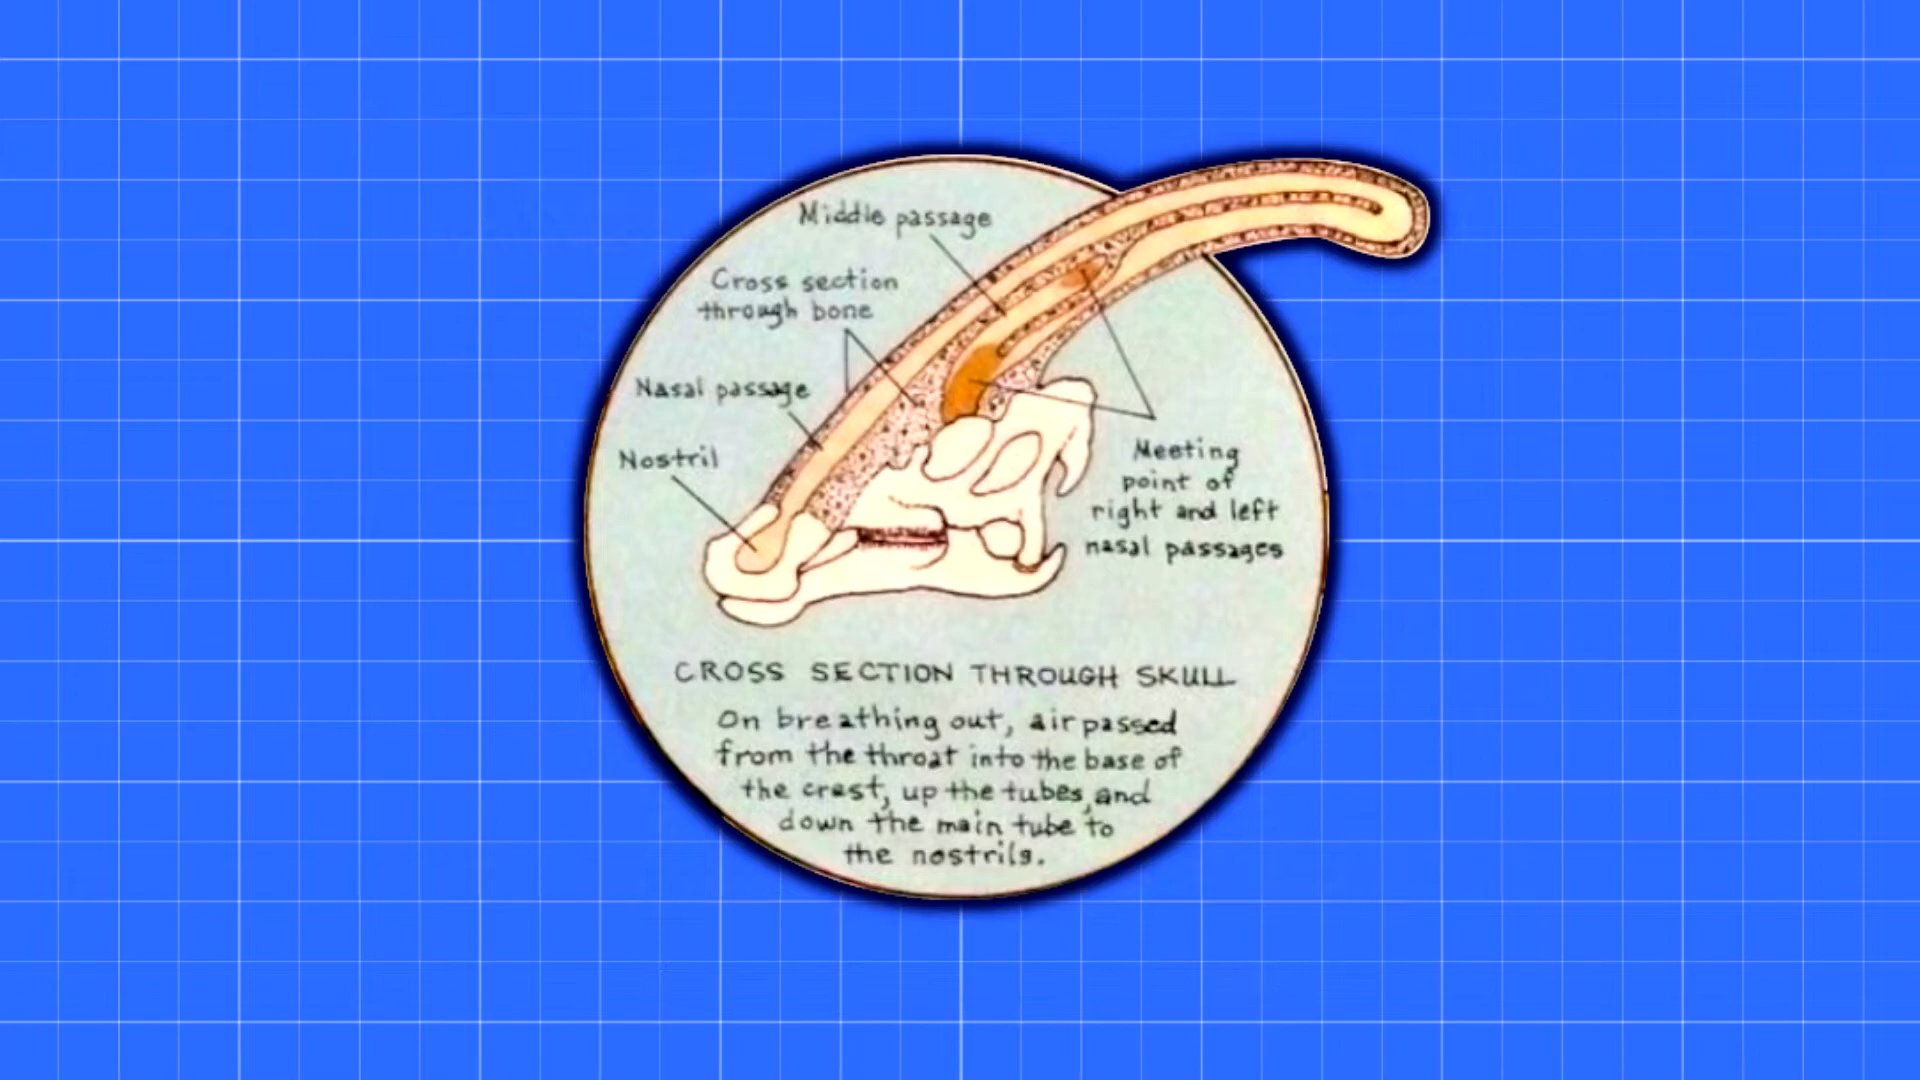 Middle passage
Cross section
through bone
Nasal passage
Nostril
Meeting
point of
right and left
nasal passages
CROSS SECTION THROUGH SKULL
On breathing out, air passed
from the throat into the base of
the crest, up the tubes, and
down the main tube to
the nostrils.